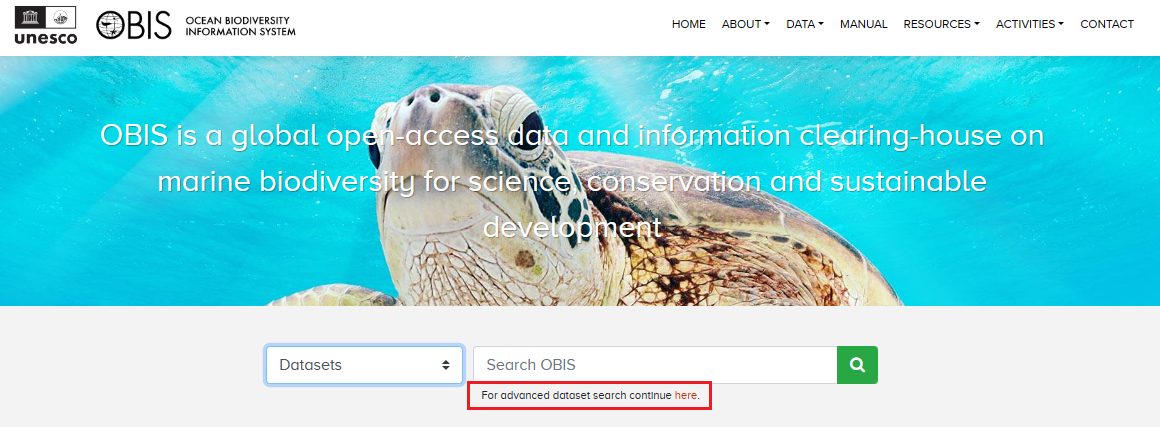 unesco
OBIS
OCEAN BIODIVERSITY
INFORMATION SYSTEM
HOME ABOUT DATA MANUAL RESOURCES ACTIVITIES CONTACT
OBIS is a global open-access data and information clearing-house on
marine biodiversity for science, conservation and sustainable
development
Datasets
Search OBIS
For advanced dataset search continue here.